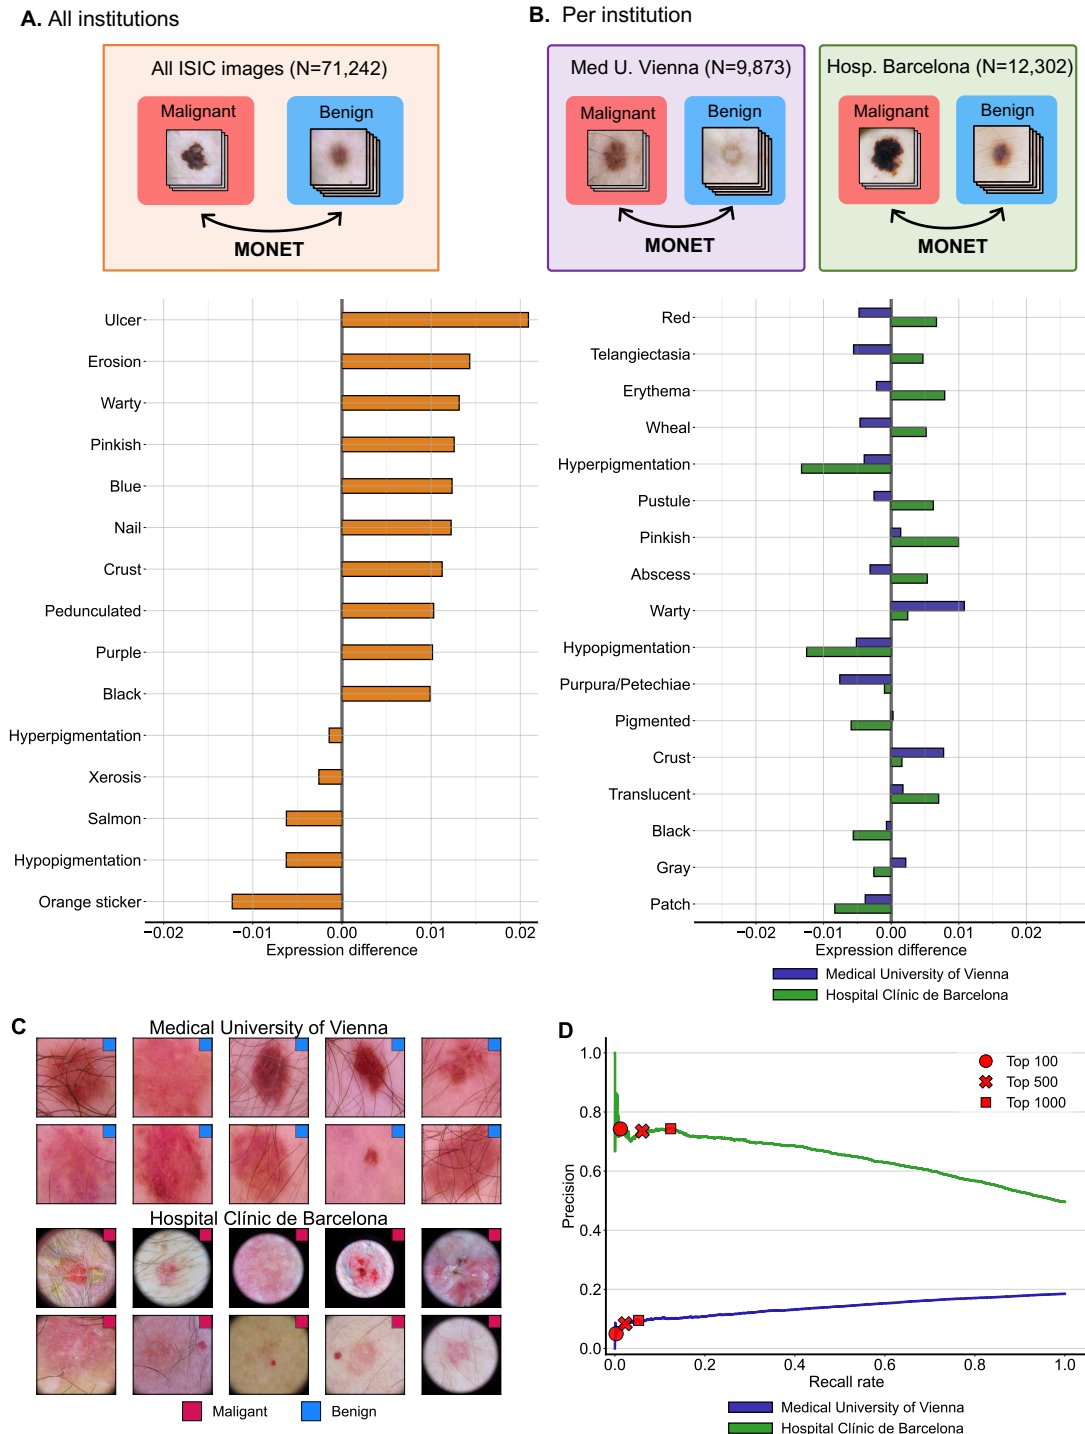 A. All institutions
All ISIC images (N=71,242)
Malignant
Benign
MONET
B. Per institution
Med U. Vienna (N=9,873)
Malignant
Benign
MONET
Hosp. Barcelona (N=12,302)
Malignant
Benign
MONET
Ulcer
Erosion
Warty
Pinkish
Blue
Nail
Crust
Pedunculated
Purple
Black
Hyperpigmentation
Xerosis
Salmon
Hypopigmentation
Orange sticker
−0.02
−0.01
0.00
0.01
0.02
Expression difference
Red
Telangiectasia
Erythema
Wheal
Hyperpigmentation
Pustule
Pinkish
Abscess
Warty
Hypopigmentation
Purpura/Petechiae
Pigmented
Crust
Translucent
Black
Gray
Patch
−0.02
−0.01
0.00
0.01
0.02
Expression difference
Medical University of Vienna
Hospital Clínic de Barcelona
C
Medical University of Vienna
Hospital Clínic de Barcelona
Maligant
Benign
D
Precision
1.0
0.8
0.6
0.4
0.2
0.0
Top 100
Top 500
Top 1000
0.0
0.2
0.4
0.6
0.8
1.0
Recall rate
Medical University of Vienna
Hospital Clínic de Barcelona